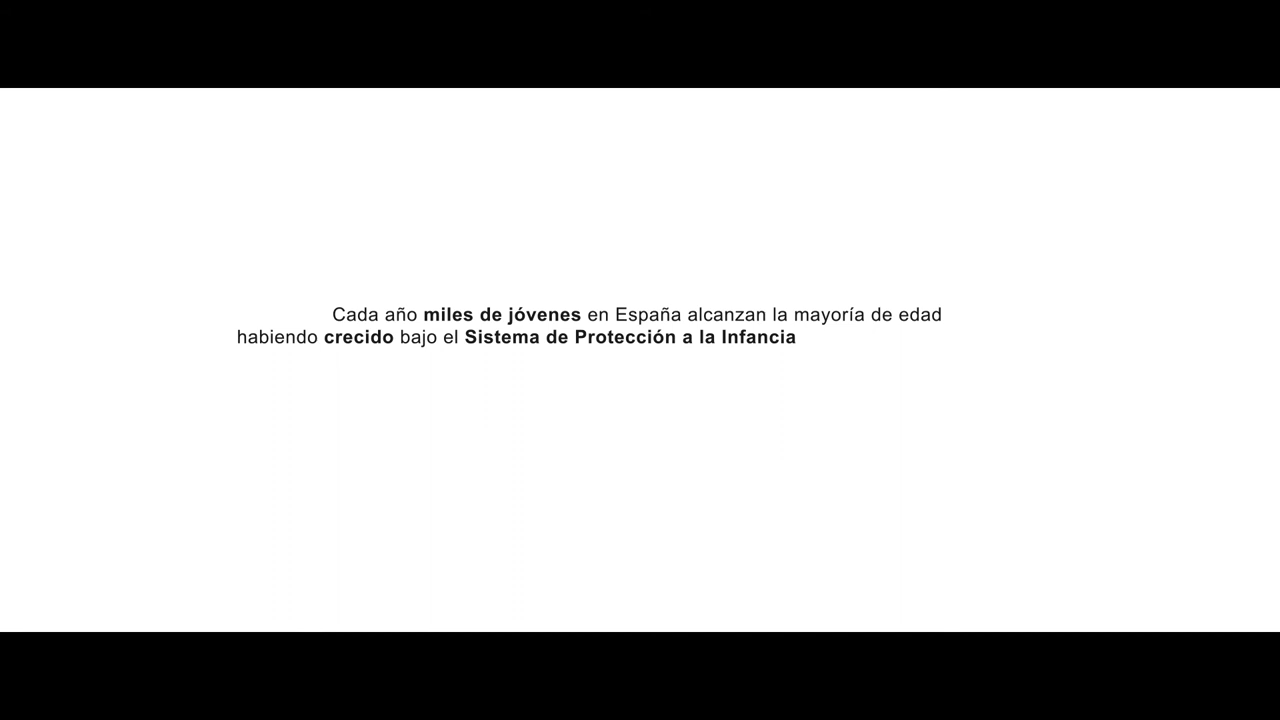 Cada año miles de jóvenes en España alcanzan la mayoría de edad
habiendo crecido bajo el Sistema de Protección a la Infancia